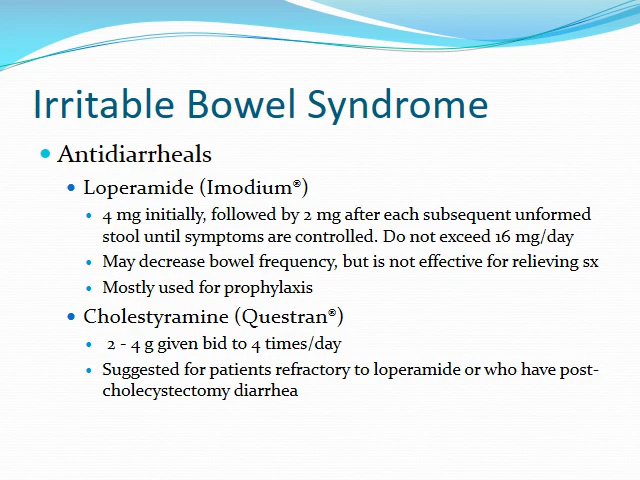 Irritable Bowel Syndrome
Antidiarrheals
Loperamide (Imodium®)
4 mg initially, followed by 2 mg after each subsequent unformed
stool until symptoms are controlled. Do not exceed 16 mg/day
May decrease bowel frequency, but is not effective for relieving sx
Mostly used for prophylaxis
Cholestyramine (Questran®)
2 - 4 g given bid to 4 times/day
Suggested for patients refractory to loperamide or who have post-
cholecystectomy diarrhea